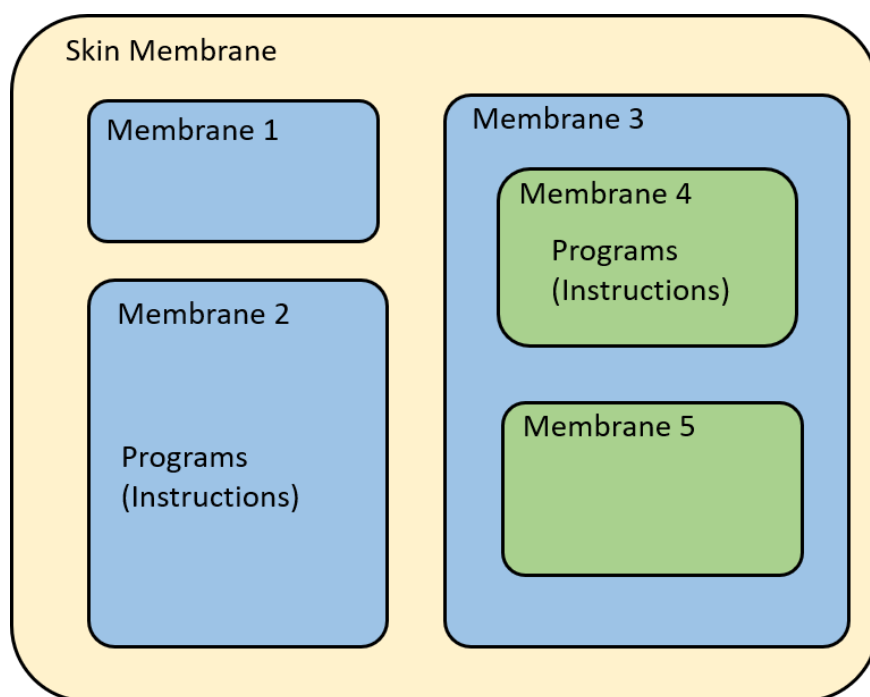 Skin Membrane
Membrane 1
Membrane 2
Programs
(Instructions)
Membrane 3
Membrane 4
Programs
(Instructions)
Membrane 5